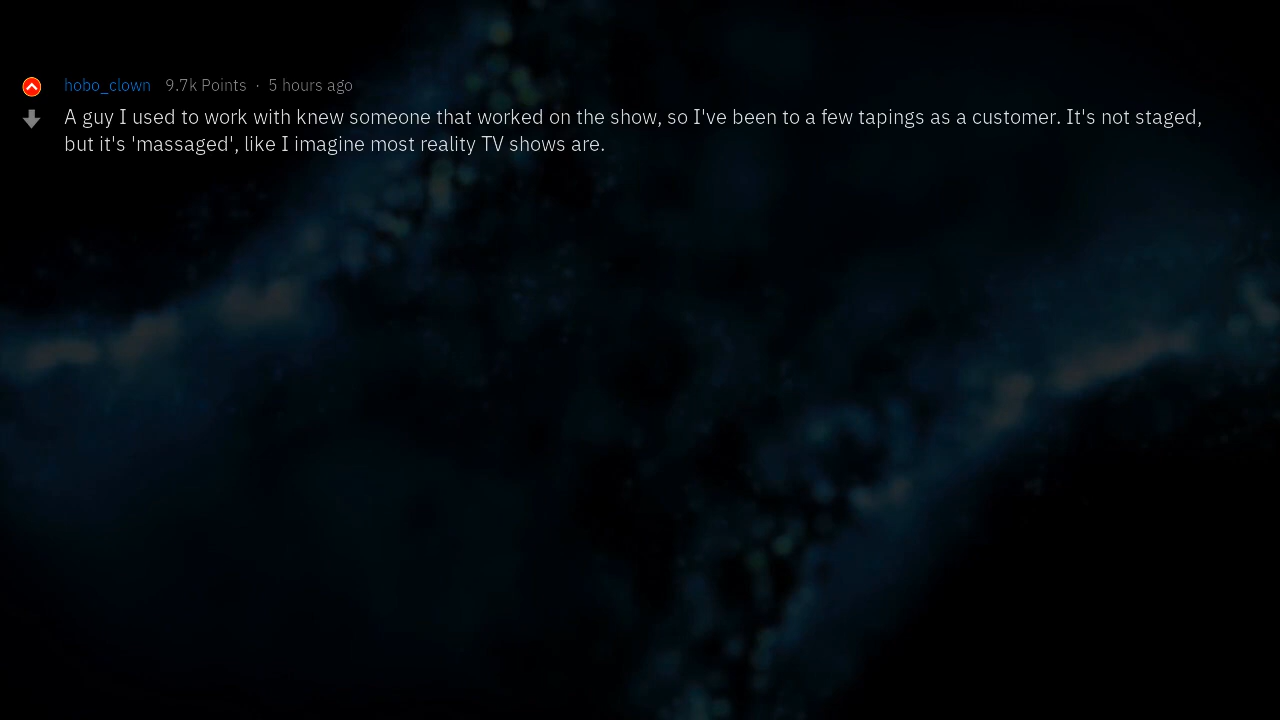 hobo_clown 9.7k Points · 5 hours ago
A guy I used to work with knew someone that worked on the show, so I've been to a few tapings as a customer. It's not staged,
but it's 'massaged', like I imagine most reality TV shows are.